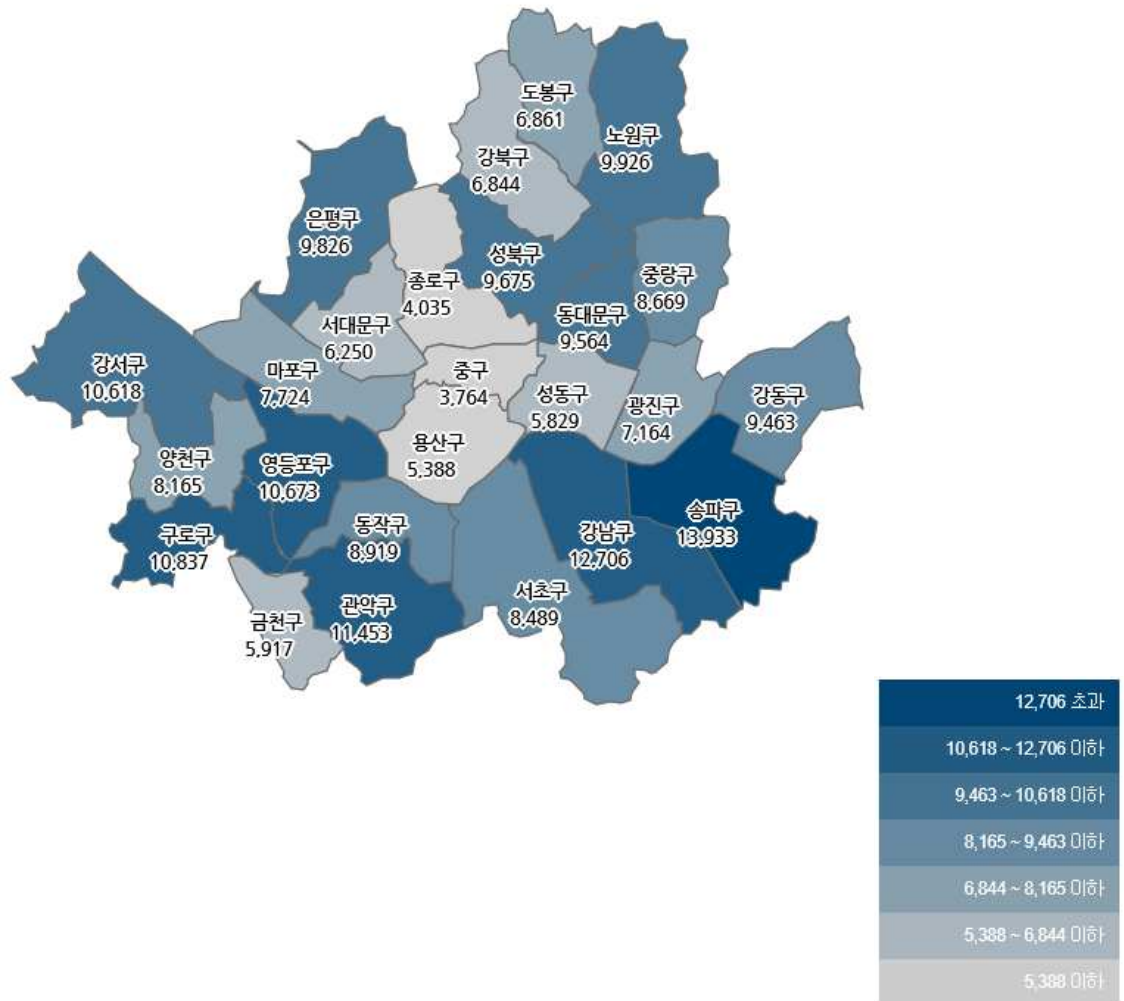 도봉구
6,861
노원구
9,926
강북구
6,844
은평구
9,826
성북구
9,675
종로구
4,035
중랑구
8,669
동대문구
9,564
서대문구
6,250
강서구
10,618
마포구
7,724
중구
3,764
성동구
5,829
광진구
7,164
강동구
9,463
용산구
5,388
양천구
8,165
영등포구
10,673
송파구
13,933
동작구
8,919
강남구
12,706
구로구
10,837
서초구
8,489
관악구
11,453
금천구
5,917
12,706 초과
10,618 ~ 12,706 이하
9,463 ~ 10,618 이하
8,165 ~ 9,463 이하
6,844 ~ 8,165 이하
5,388 ~ 6,844 이하
5,388 이하